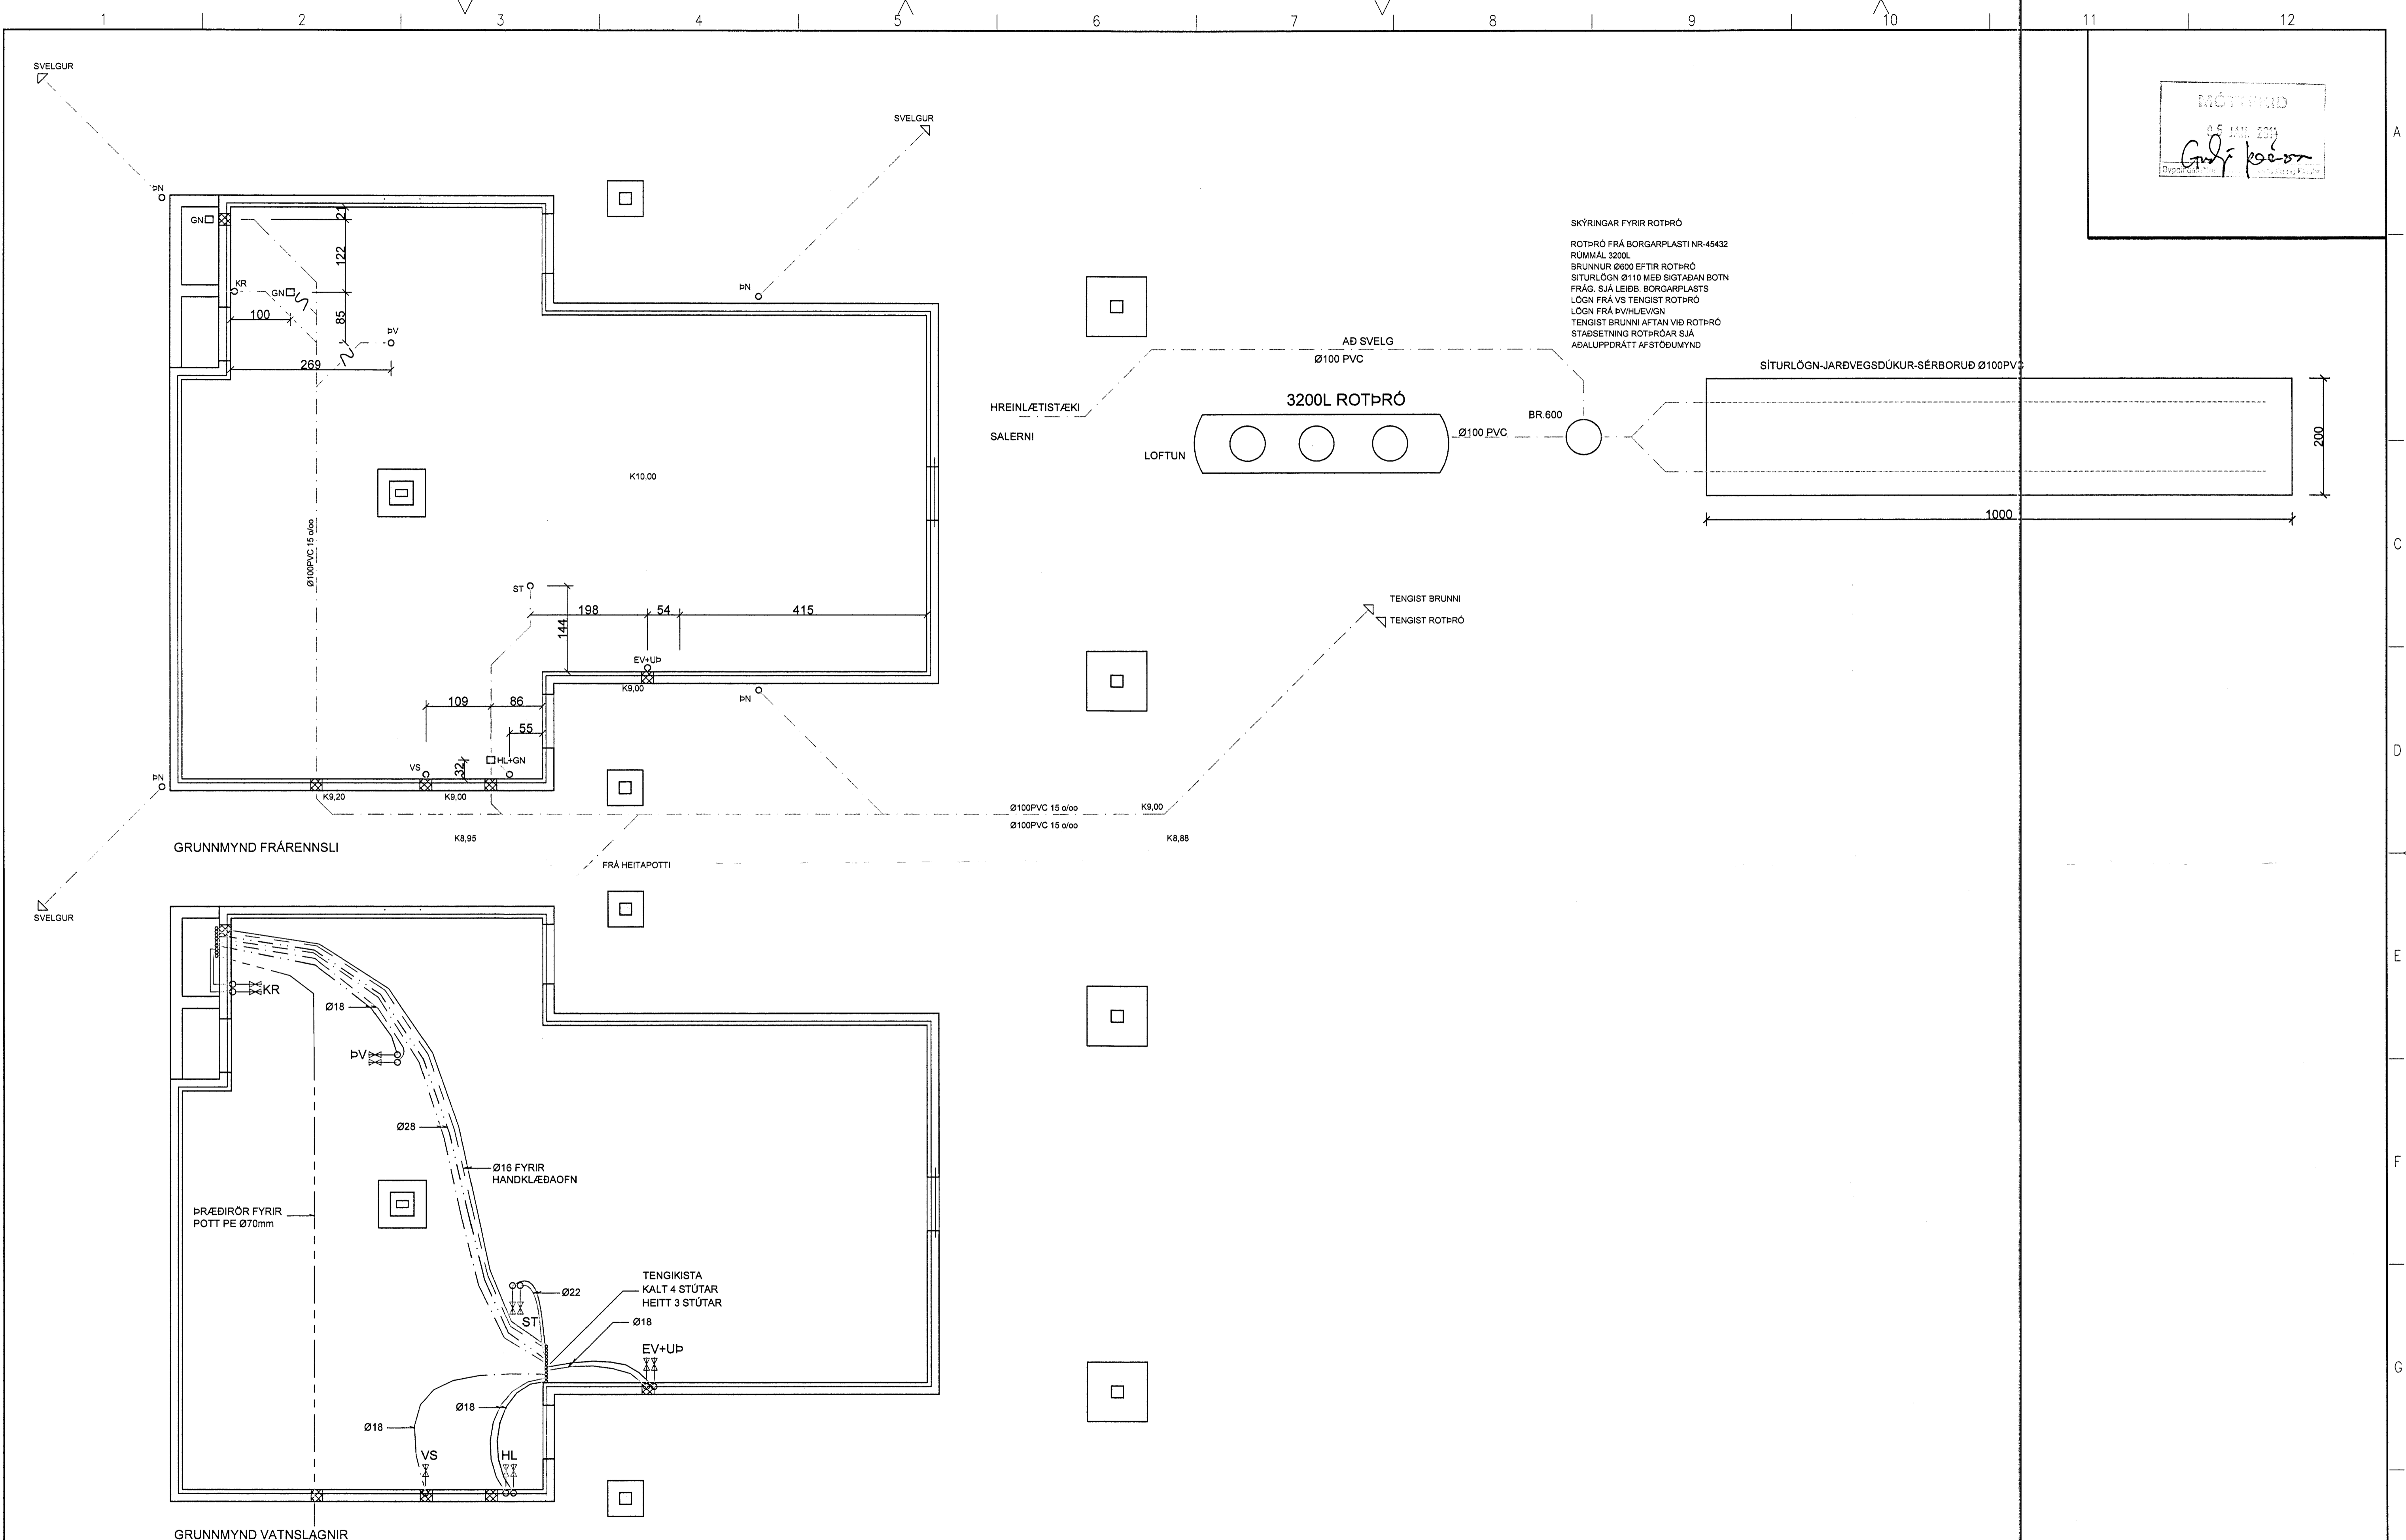 1
2
3
4
5
6
7
8
9
10
11
12
A
C
D
E
F
G
MÓTTEKIÐ
06 JAN. 2014
SVELGUR
SVELGUR
ÞN
GN
KR
GN
21
122
85
100
ÞV
269
ÞN
K10,00
Ø100PVC 15 o/oo
ST
198
54
415
144
EV+UÞ
K9,00
ÞN
109
86
55
VS
32
HL+GN
ÞN
K9,20
K9,00
Ø100PVC 15 o/oo
K9,00
Ø100PVC 15 o/oo
K8,95
K8,88
GRUNNMYND FRÁRENNSLI
FRÁ HEITAPOTTI
SVELGUR
TENGIST BRUNNI
TENGIST ROTÞRÓ
SKÝRINGAR FYRIR ROTÞRÓ
ROTÞRÓ FRÁ BORGARPLASTI NR-45432
RÚMMÁL 3200L
BRUNNUR Ø600 EFTIR ROTÞRÓ
SITURLÖGN Ø110 MEÐ SIGTAÐAN BOTN
FRÁG. SJÁ LEIÐB. BORGARPLASTS
LÖGN FRÁ VS TENGIST ROTÞRÓ
LÖGN FRÁ ÞV/HL/EV/GN
TENGIST BRUNNI AFTAN VIÐ ROTÞRÓ
STAÐSETNING ROTÞRÓAR SJÁ
AÐALUPPDRÁTT AFSTÖÐUMYND
AÐ SVELG
Ø100 PVC
HREINLÆTISTÆKI
SALERNI
3200L ROTÞRÓ
LOFTUN
Ø100 PVC
BR.600
SÍTURLÖGN-JARÐVEGSDÚKUR-SÉRBORUÐ Ø100PVC
200
1000
KR
Ø18
ÞV
Ø28
Ø16 FYRIR
HANDKLÆÐAOFN
ÞRÆÐIRÖR FYRIR
POTT PE Ø70mm
TENGIKISTA
KALT 4 STÚTAR
HEITT 3 STÚTAR
Ø22
ST
Ø18
EV+UÞ
Ø18
Ø18
VS
HL
GRUNNMYND VATNSLAGNIR